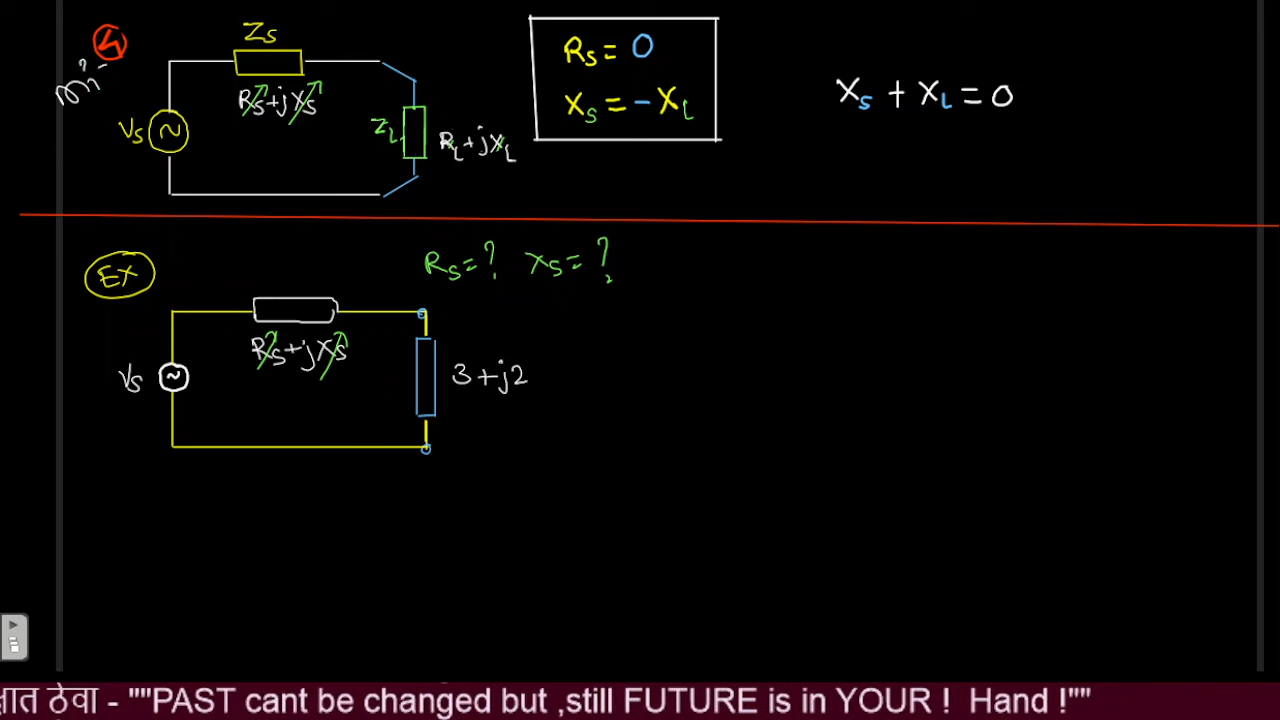 4
Zs
Rs+jXs
Vs
ZL
RL+jXL
Rs = 0
Xs = -XL
Xs + XL = 0
EX
Rs=? Xs=?
Rs+jXs
Vs
3+j2
ठेवा - ""PAST cant be changed but ,still FUTURE is in YOUR ! Hand !""